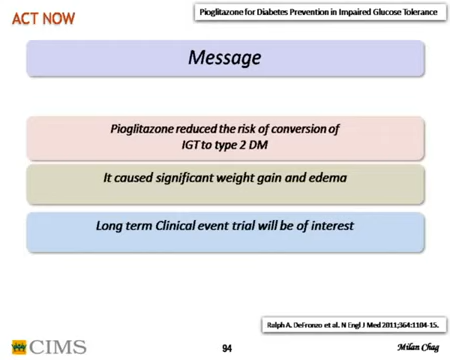 ACT NOW
Pioglitazone for Diabetes Prevention in Impaired Glucose Tolerance
Message
Pioglitazone reduced the risk of conversion of
IGT to type 2 DM
It caused significant weight gain and edema
Long term Clinical event trial will be of interest
Ralph A. DeFronzo et al. N Engl J Med 2011;364:1104-15.
CIMS
94
Milan Chag